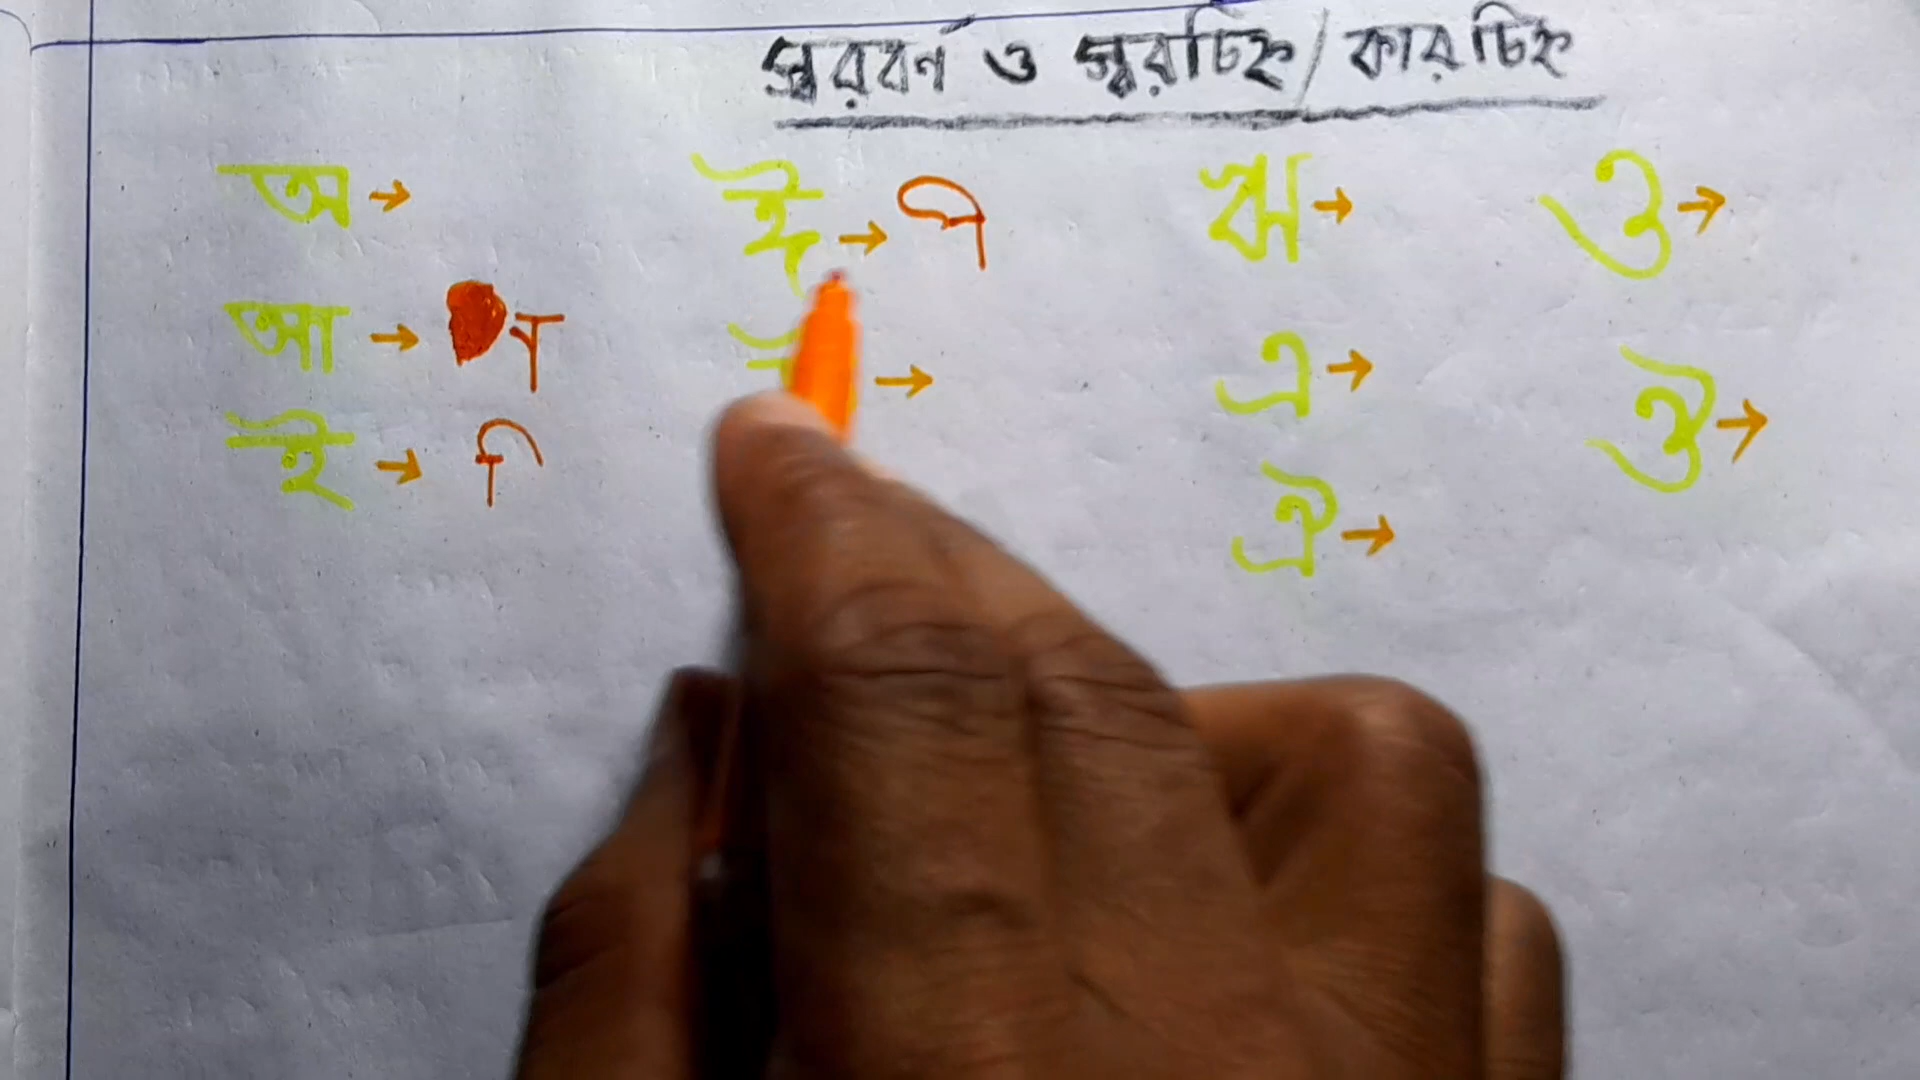 স্বরবর্ণ ও স্বরচিহ্ন/কারচিহ্ন
অ →
আ → া
ই → ি
ঈ → ী
→
ঋ →
এ →
ঐ →
ও →
ঔ →